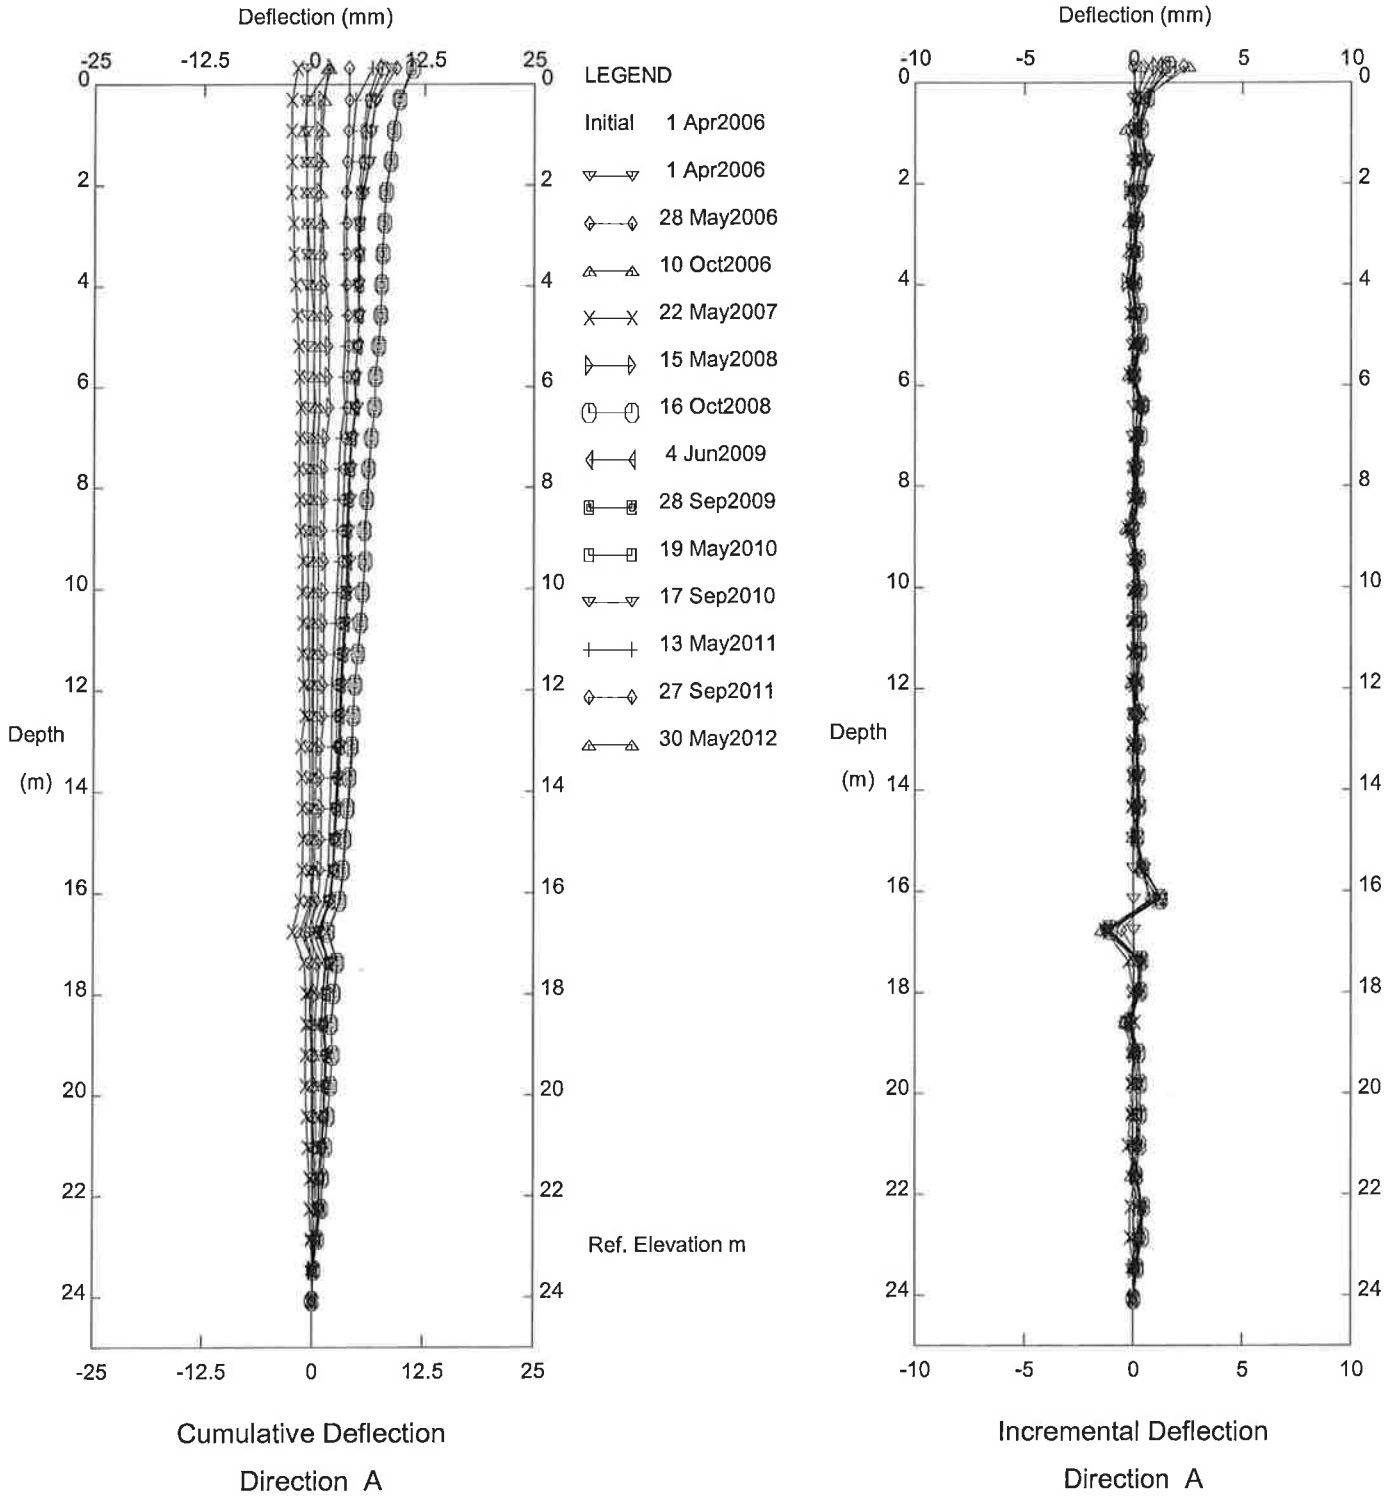 Deflection (mm)
-25 -12.5 0 12.5 25
0 0
2 2
4 4
6 6
8 8
10 10
12 12
Depth
(m)
14 14
16 16
18 18
20 20
22 22
24 24
-25 -12.5 0 12.5 25
Cumulative Deflection
Direction A
LEGEND
Initial 1 Apr2006
1 Apr2006
28 May2006
10 Oct2006
22 May2007
15 May2008
16 Oct2008
4 Jun2009
28 Sep2009
19 May2010
17 Sep2010
13 May2011
27 Sep2011
30 May2012
Ref. Elevation m
Deflection (mm)
-10 -5 0 5 10
0 0
2 2
4 4
6 6
8 8
10 10
12 12
Depth
(m)
14 14
16 16
18 18
20 20
22 22
24 24
-10 -5 0 5 10
Incremental Deflection
Direction A